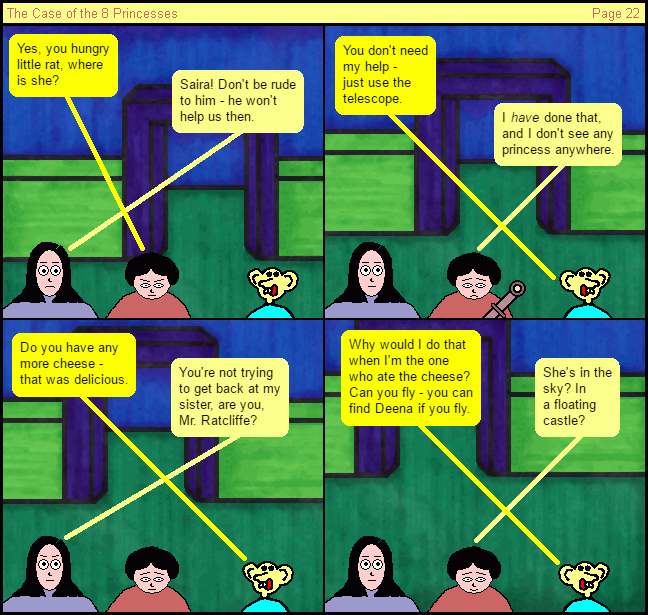 The Case of the 8 Princesses
Page 22
Yes, you hungry
little rat, where
is she?
Saira! Don't be rude
to him - he won't
help us then.
You don't need
my help -
just use the
telescope.
I have done that,
and I don't see any
princess anywhere.
Do you have any
more cheese -
that was delicious.
You're not trying
to get back at my
sister, are you,
Mr. Ratcliffe?
Why would I do that
when I'm the one
who ate the cheese?
Can you fly - you can
find Deena if you fly.
She's in the
sky? In
a floating
castle?